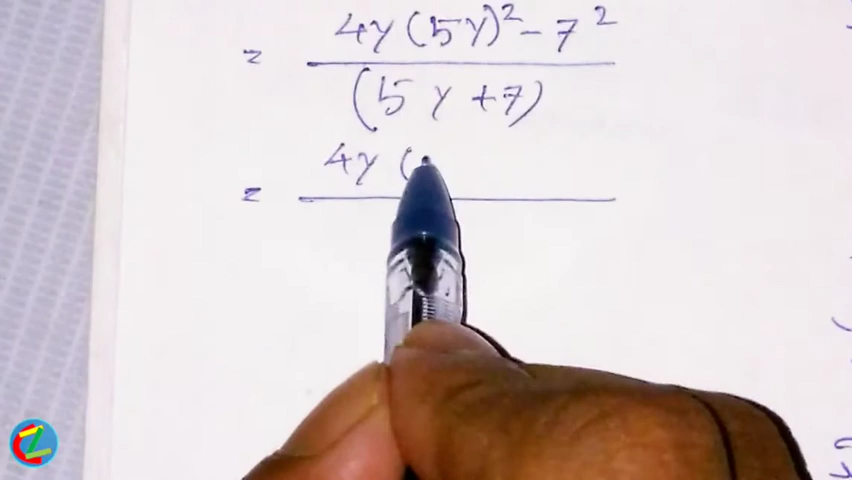 = 4y(5y)² - 7² / (5y+7)
= 4y (